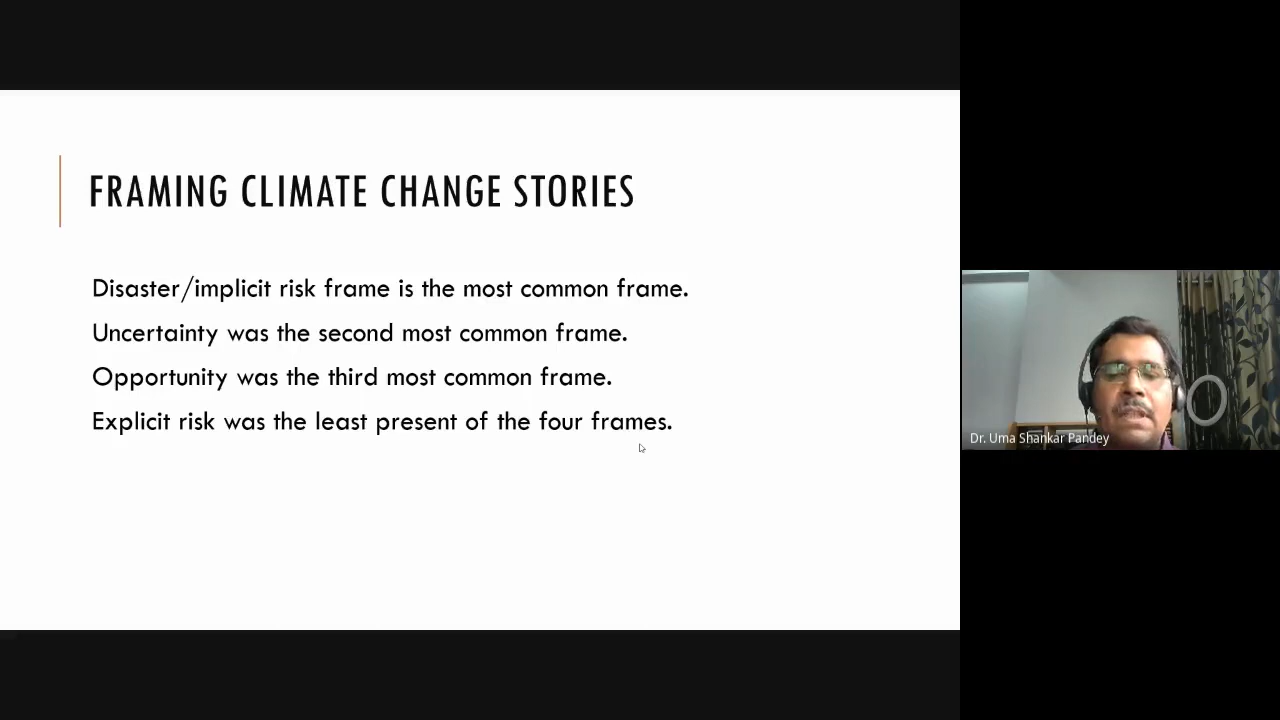 FRAMING CLIMATE CHANGE STORIES
Disaster/implicit risk frame is the most common frame.
Uncertainty was the second most common frame.
Opportunity was the third most common frame.
Explicit risk was the least present of the four frames.
Dr. Uma Shankar Pandey